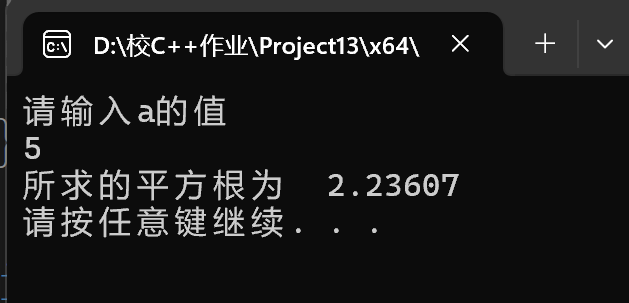 D:\校C++作业\Project13\x64\
请输入a的值
5
所求的平方根为  2.23607
请按任意键继续. . .